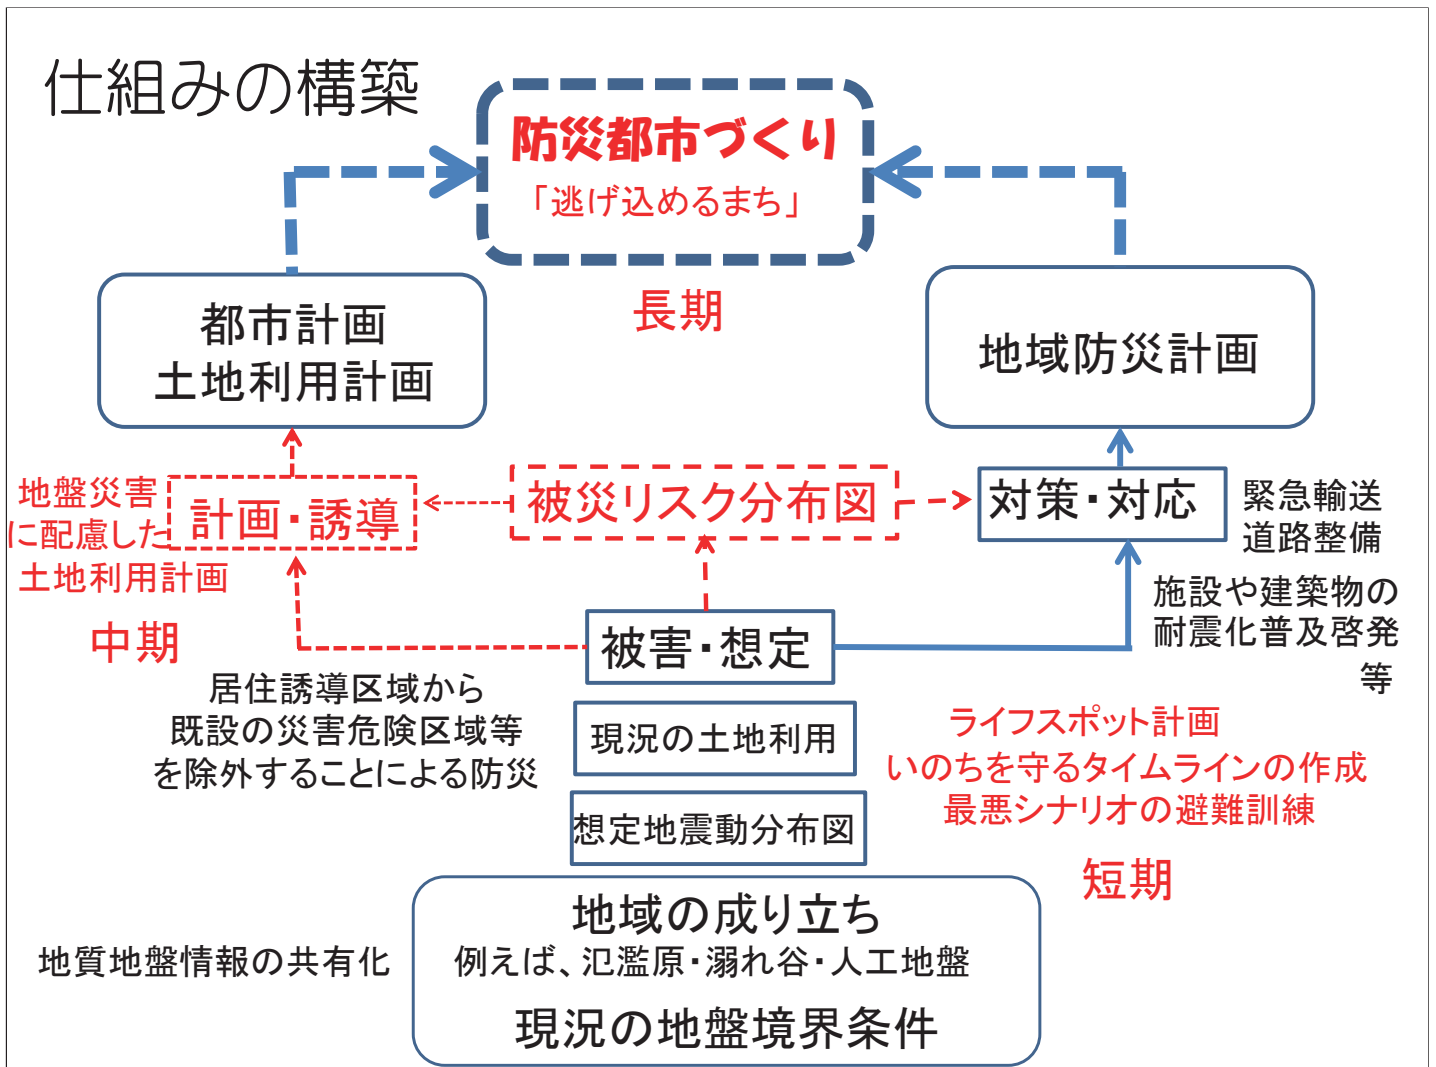 仕組みの構築
防災都市づくり
「逃げ込めるまち」
長期
都市計画
土地利用計画
地域防災計画
地盤災害
に配慮した
土地利用計画
計画・誘導
被災リスク分布図
対策・対応
緊急輸送
道路整備
施設や建築物の
耐震化普及啓発
等
中期
被害・想定
居住誘導区域から
既設の災害危険区域等
を除外することによる防災
現況の土地利用
ライフスポット計画
いのちを守るタイムラインの作成
最悪シナリオの避難訓練
想定地震動分布図
短期
地域の成り立ち
地質地盤情報の共有化
例えば、氾濫原・溺れ谷・人工地盤
現況の地盤境界条件